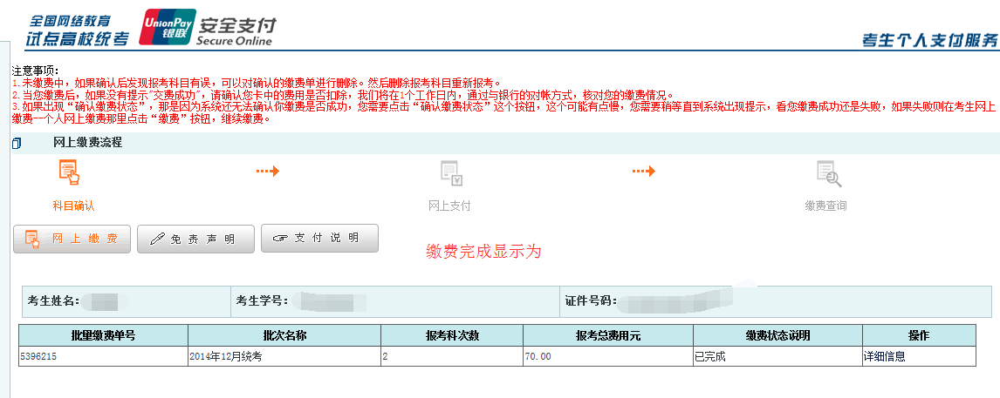 全国网络教育
试点高校统考
UnionPay
银联
安全支付
Secure Online
考生个人支付服务
注意事项:
1.未缴费中，如果确认后发现报考科目有误，可以对确认的缴费单进行删除。然后删除报考科目重新报考。
2.当您缴费后，如果没有提示"交费成功"，请确认您卡中的费用是否扣除，我们将在1个工作日内，通过与银行的对帐方式，核对您的缴费情况。
3.如果出现“确认缴费状态”，那是因为系统还无法确认你缴费是否成功，您需要点击“确认缴费状态”这个按钮，这个可能有点慢，您需要稍等直到系统出现提示，看您缴费成功还是失败，如果失败则在考生网上
缴费--个人网上缴费那里点击“缴费”按钮，继续缴费。
网上缴费流程
科目确认
网上支付
缴费查询
网上缴费
免责声明
支付说明
缴费完成显示为
考生姓名:
考生学号:
证件号码:
批量缴费单号 批次名称 报考科次数 报考总费用元 缴费状态说明 操作
5396215 2014年12月统考 2 70.00 已完成 详细信息